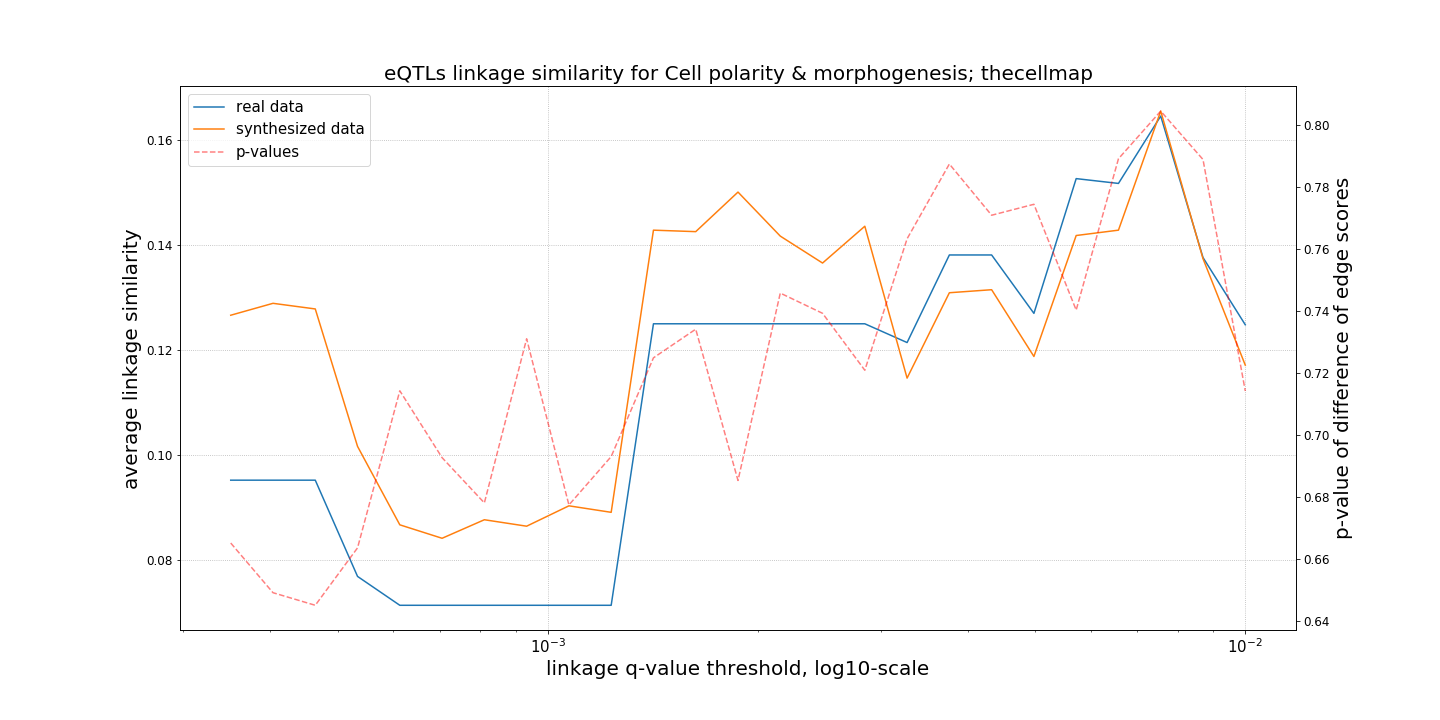 eQTLs linkage similarity for Cell polarity & morphogenesis; thecellmap
real data
synthesized data
p-values
0.16
0.14
0.12
0.10
0.08
average linkage similarity
0.80
0.78
0.76
0.74
0.72
0.70
0.68
0.66
0.64
p-value of difference of edge scores
10⁻³
10⁻²
linkage q-value threshold, log10-scale